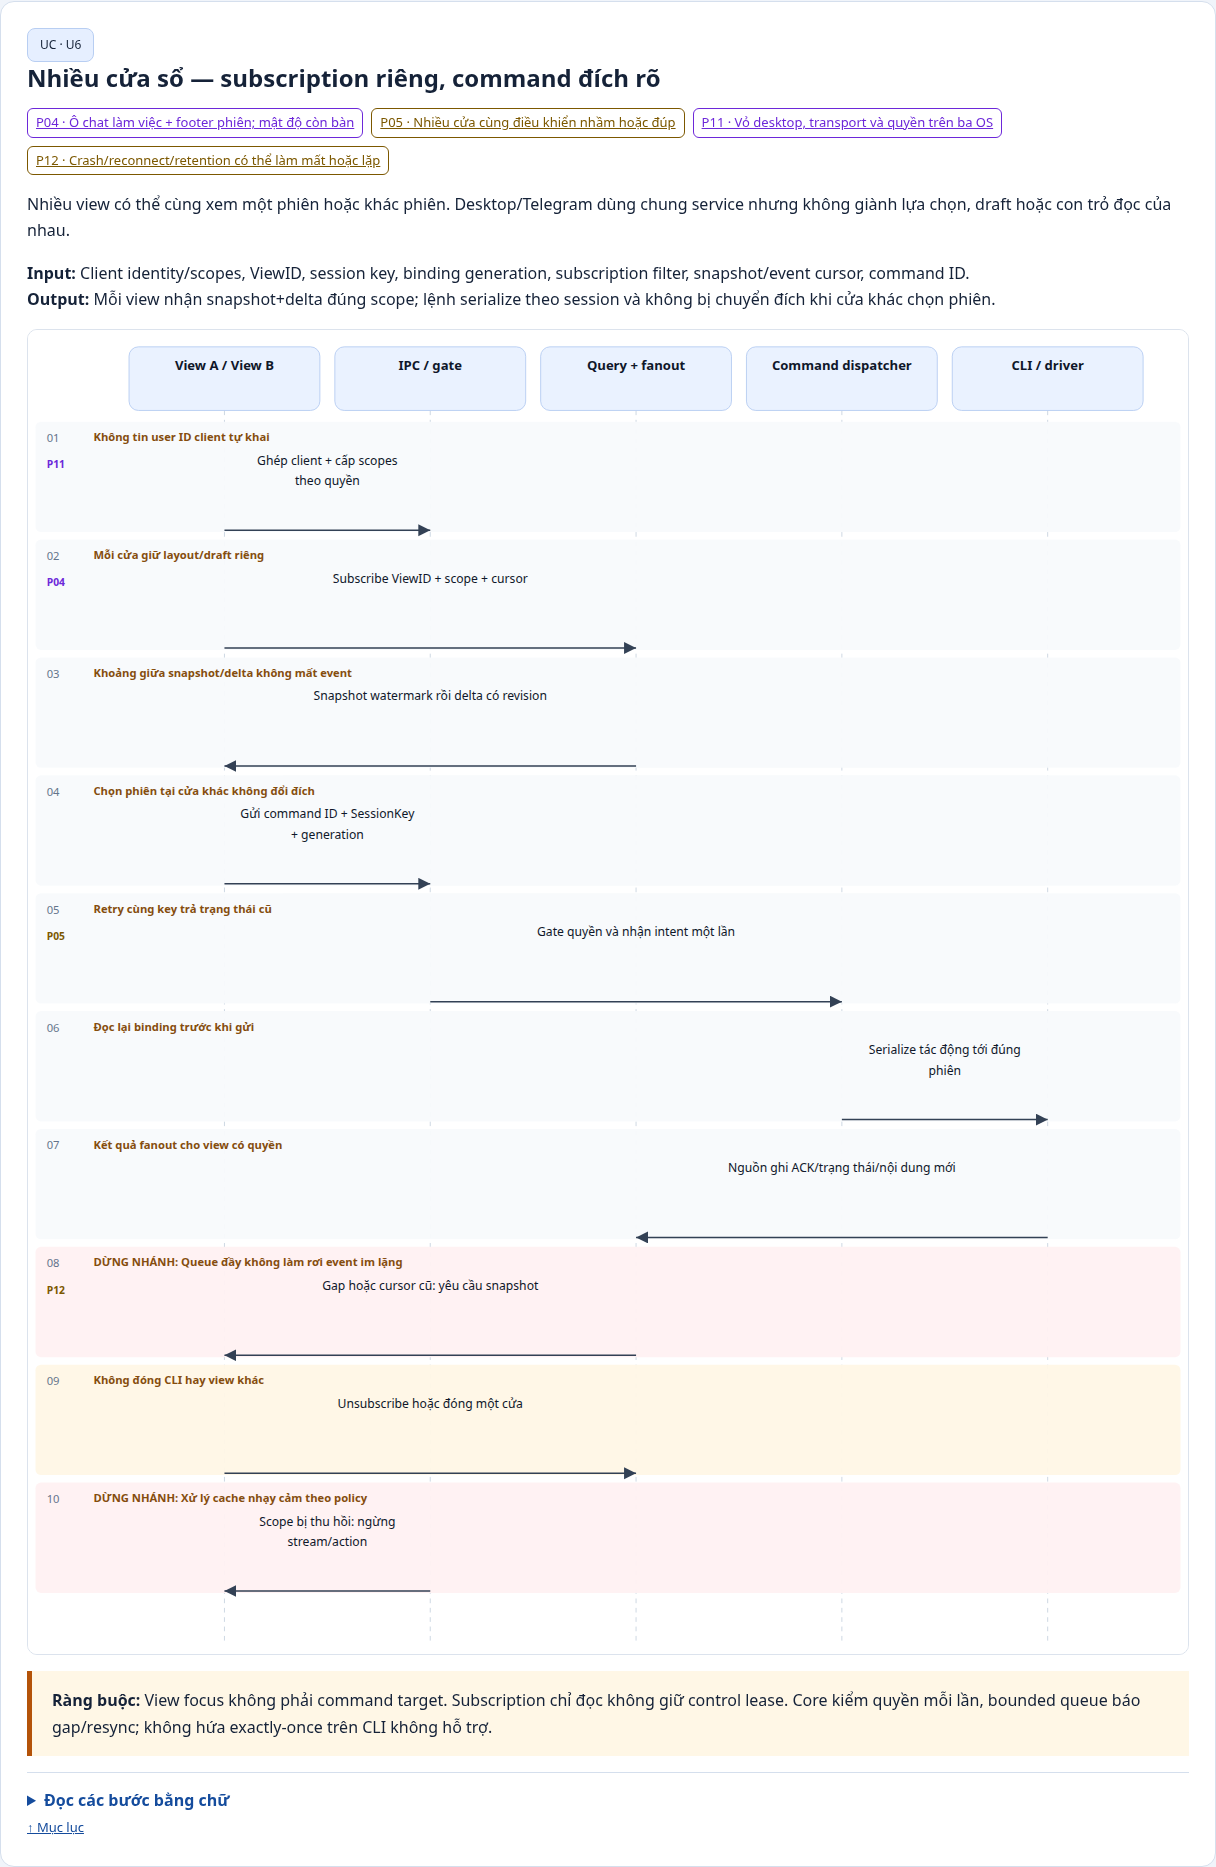 UC · U6
Nhiều cửa sổ — subscription riêng, command đích rõ
P04 · Ô chat làm việc + footer phiên; mật độ còn bàn
P05 · Nhiều cửa cùng điều khiển nhầm hoặc đúp
P11 · Vỏ desktop, transport và quyền trên ba OS
P12 · Crash/reconnect/retention có thể làm mất hoặc lặp
Nhiều view có thể cùng xem một phiên hoặc khác phiên. Desktop/Telegram dùng chung service nhưng không giành lựa chọn, draft hoặc con trỏ đọc của
nhau.
Input: Client identity/scopes, ViewID, session key, binding generation, subscription filter, snapshot/event cursor, command ID.
Output: Mỗi view nhận snapshot+delta đúng scope; lệnh serialize theo session và không bị chuyển đích khi cửa khác chọn phiên.
View A / View B
IPC / gate
Query + fanout
Command dispatcher
CLI / driver
01
Không tin user ID client tự khai
P11
Ghép client + cấp scopes
theo quyền
02
Mỗi cửa giữ layout/draft riêng
P04
Subscribe ViewID + scope + cursor
03
Khoảng giữa snapshot/delta không mất event
Snapshot watermark rồi delta có revision
04
Chọn phiên tại cửa khác không đổi đích
Gửi command ID + SessionKey
+ generation
05
Retry cùng key trả trạng thái cũ
P05
Gate quyền và nhận intent một lần
06
Đọc lại binding trước khi gửi
Serialize tác động tới đúng
phiên
07
Kết quả fanout cho view có quyền
Nguồn ghi ACK/trạng thái/nội dung mới
08
DỪNG NHÁNH: Queue đầy không làm rơi event im lặng
P12
Gap hoặc cursor cũ: yêu cầu snapshot
09
Không đóng CLI hay view khác
Unsubscribe hoặc đóng một cửa
10
DỪNG NHÁNH: Xử lý cache nhạy cảm theo policy
Scope bị thu hồi: ngừng
stream/action
Ràng buộc: View focus không phải command target. Subscription chỉ đọc không giữ control lease. Core kiểm quyền mỗi lần, bounded queue báo
gap/resync; không hứa exactly-once trên CLI không hỗ trợ.
▶ Đọc các bước bằng chữ
↑ Mục lục